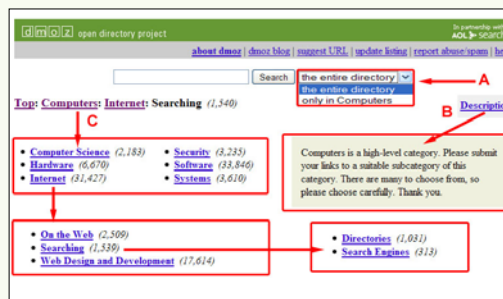 dmoz open directory project
In partnership with
AOL search
about dmoz | dmoz blog | suggest URL | update listing | report abuse/spam | he
Search the entire directory
the entire directory
only in Computers
A
Top: Computers: Internet: Searching (1,540)
B
Descriptio
C
Computer Science (2,183)
Hardware (6,670)
Internet (31,427)
Security (3,235)
Software (33,846)
Systems (3,610)
Computers is a high-level category. Please submit
your links to a suitable subcategory of this
category. There are many to choose from, so
please choose carefully. Thank you.
On the Web (2,509)
Searching (1,539)
Web Design and Development (17,614)
Directories (1,031)
Search Engines (313)